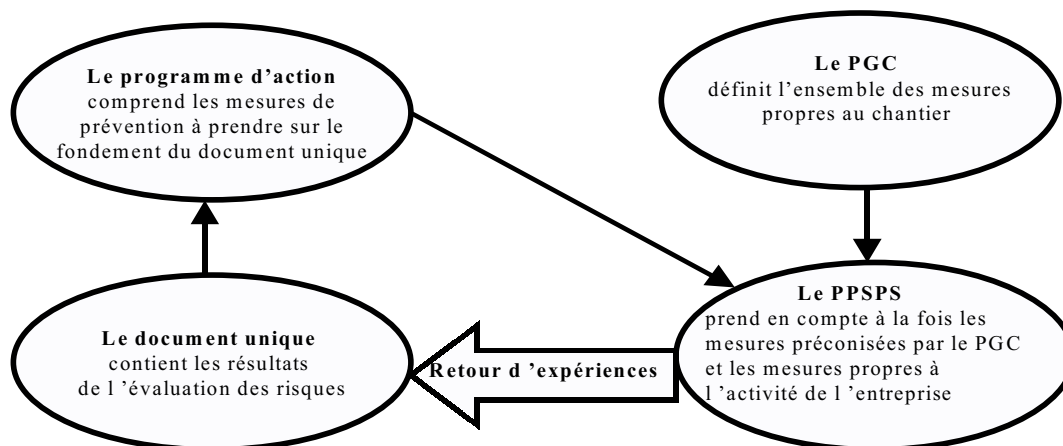 Le programme d’action
comprend les mesures de
prévention à prendre sur le
fondement du document unique
Le PGC
définit l’ensemble des mesures
propres au chantier
Le document unique
contient les résultats
de l ’évaluation des risques
Retour d ’expériences
Le PPSPS
prend en compte à la fois les
mesures préconisées par le PGC
et les mesures propres à
l ’activité de l ’entreprise